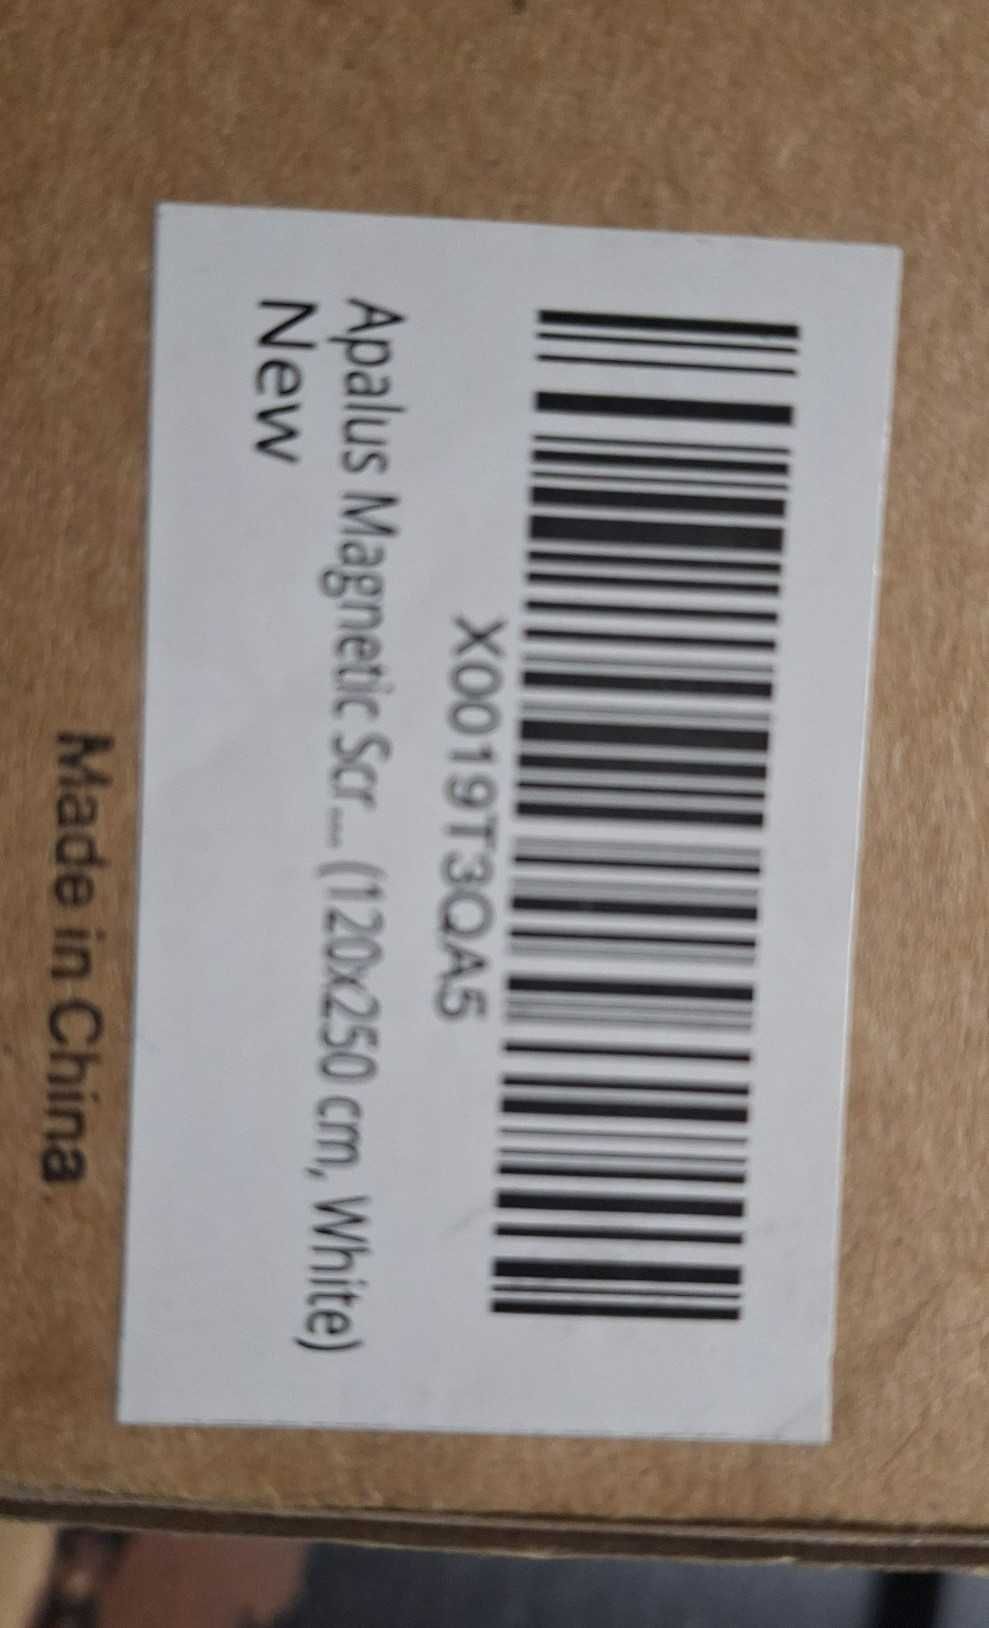 X0019T3QA5
Apalus Magnetic Scr... (120x250 cm, White)
New
Made in China